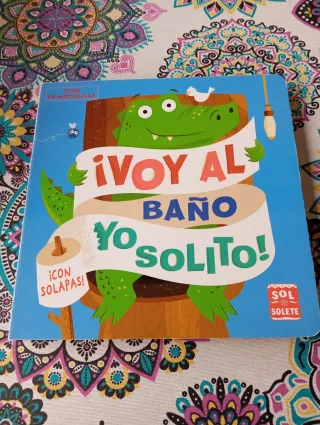 ¡VOY AL
BAÑO
YO SOLITO!
¡CON
SOLAPAS!
SOL
SOLETE